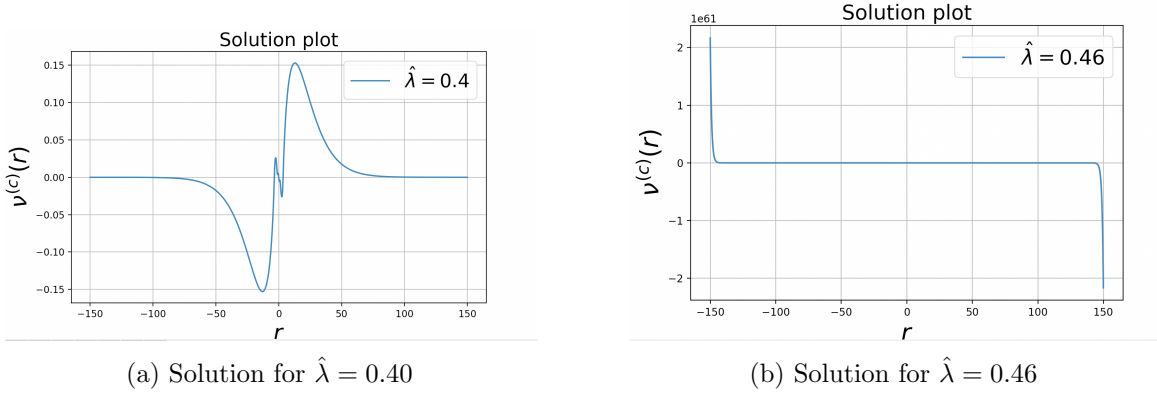 Solution plot
0.15
0.10
0.05
0.00
−0.05
−0.10
−0.15
ν^(c)(r)
λ̂ = 0.4
−150 −100 −50 0 50 100 150
r
(a) Solution for λ̂ = 0.40
Solution plot
1e61
2
1
0
−1
−2
ν^(c)(r)
λ̂ = 0.46
−150 −100 −50 0 50 100 150
r
(b) Solution for λ̂ = 0.46